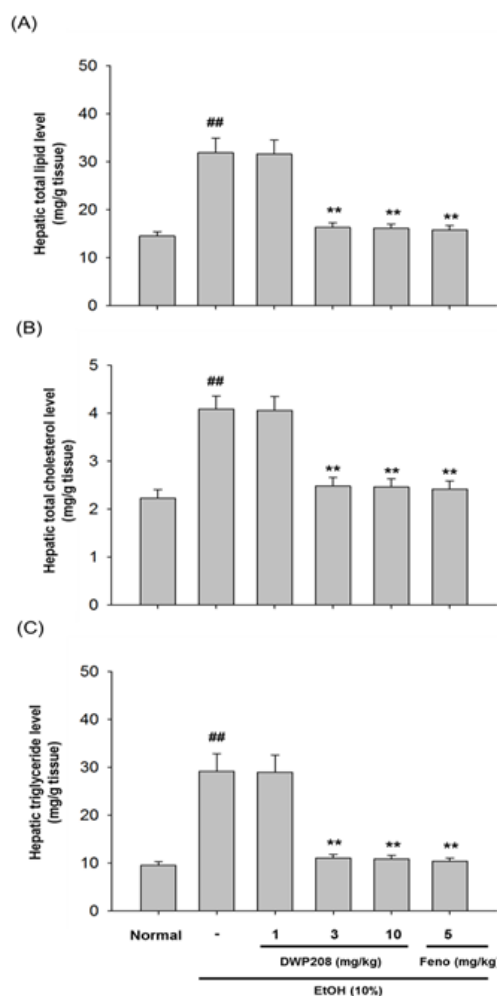 (A)
Hepatic total lipid level
(mg/g tissue)
50
40
30
20
10
0
##
**
**
**
(B)
Hepatic total cholesterol level
(mg/g tissue)
5
4
3
2
1
0
##
**
**
**
(C)
Hepatic triglyceride level
(mg/g tissue)
50
40
30
20
10
0
##
**
**
**
Normal - 1 3 10 5
DWP208 (mg/kg) Feno (mg/kg)
EtOH (10%)